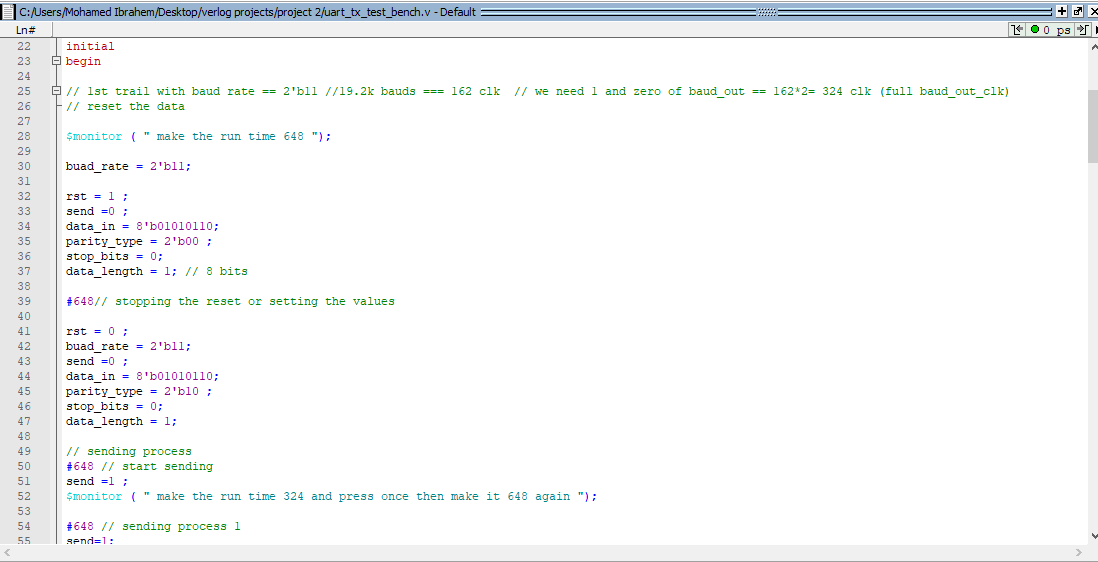 C:/Users/Mohamed Ibrahem/Desktop/verlog projects/project 2/uart_tx_test_bench.v - Default
Ln#
0 ps
22 initial
23 begin
24
25 // 1st trail with baud rate == 2'b11 //19.2k bauds === 162 clk  // we need 1 and zero of baud_out == 162*2= 324 clk (full baud_out_clk)
26 // reset the data
27
28 $monitor ( " make the run time 648 ");
29
30 buad_rate = 2'b11;
31
32 rst = 1 ;
33 send =0 ;
34 data_in = 8'b01010110;
35 parity_type = 2'b00 ;
36 stop_bits = 0;
37 data_length = 1; // 8 bits
38
39 #648// stopping the reset or setting the values
40
41 rst = 0 ;
42 buad_rate = 2'b11;
43 send =0 ;
44 data_in = 8'b01010110;
45 parity_type = 2'b10 ;
46 stop_bits = 0;
47 data_length = 1;
48
49 // sending process
50 #648 // start sending
51 send =1 ;
52 $monitor ( " make the run time 324 and press once then make it 648 again ");
53
54 #648 // sending process 1
55 send=1;